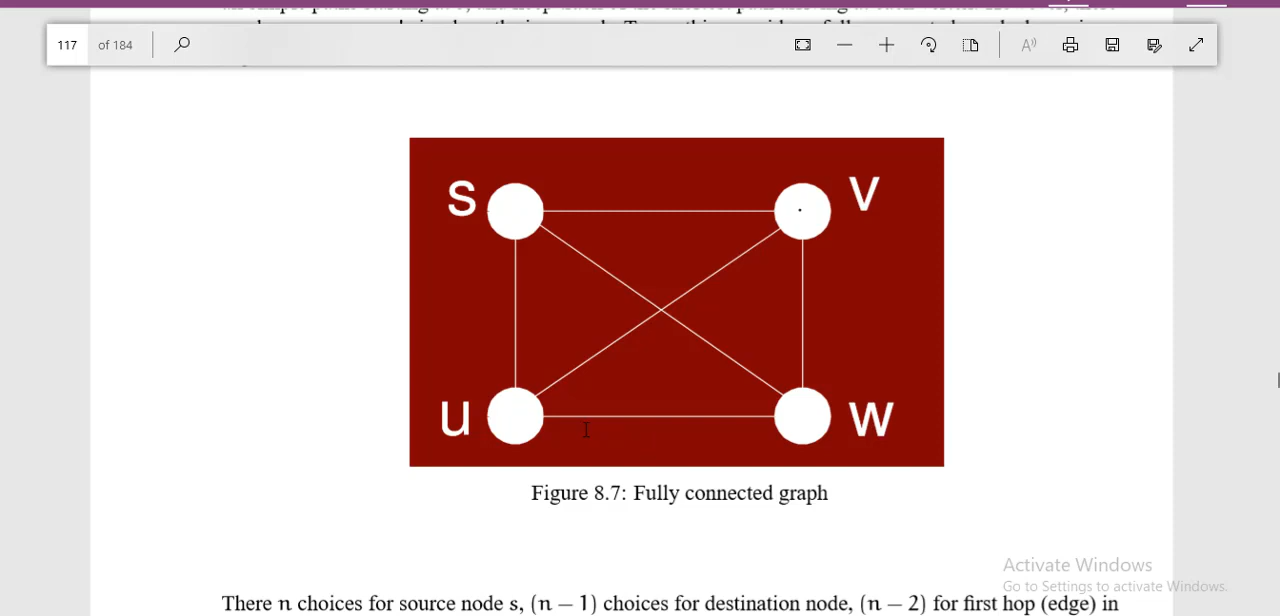 117 of 184
s
v
u
w
Figure 8.7: Fully connected graph
Activate Windows
Go to Settings to activate Windows.
There n choices for source node s, (n − 1) choices for destination node, (n − 2) for first hop (edge) in